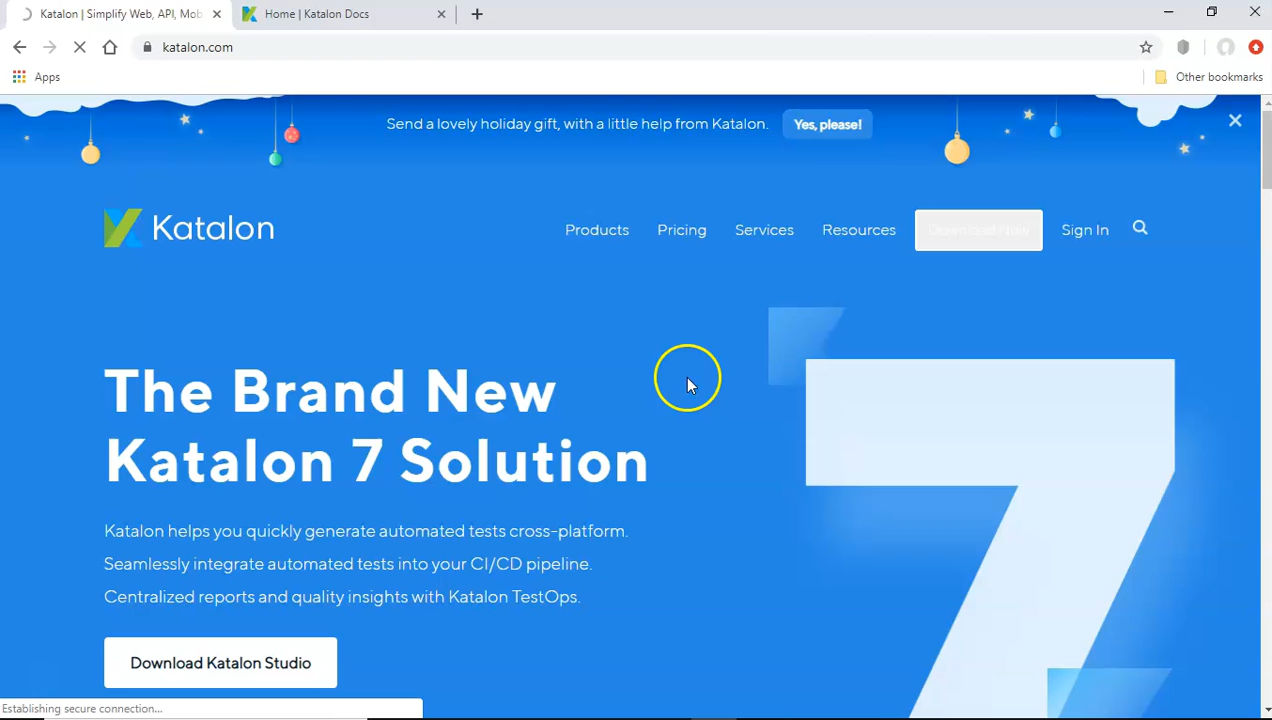 Katalon | Simplify Web, API, Mob
Home | Katalon Docs
katalon.com
Apps
Other bookmarks
Send a lovely holiday gift, with a little help from Katalon.
Yes, please!
Katalon
Products
Pricing
Services
Resources
Download Now
Sign In
The Brand New
Katalon 7 Solution
Katalon helps you quickly generate automated tests cross-platform.
Seamlessly integrate automated tests into your CI/CD pipeline.
Centralized reports and quality insights with Katalon TestOps.
Download Katalon Studio
7
Establishing secure connection...